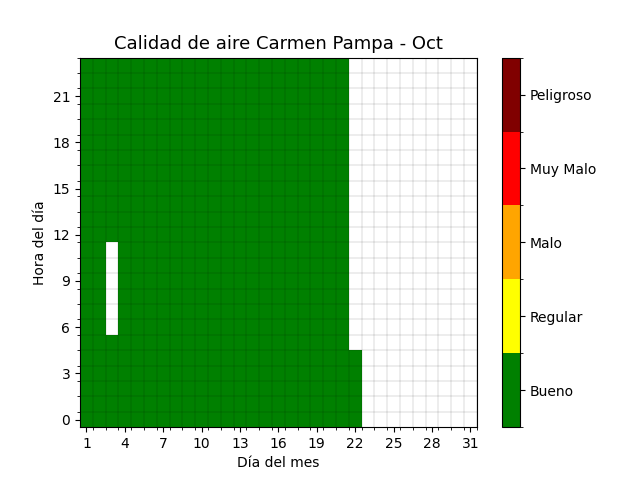 Calidad de aire Carmen Pampa - Oct
Hora del día
21
18
15
12
9
6
3
0
1 4 7 10 13 16 19 22 25 28 31
Día del mes
Peligroso
Muy Malo
Malo
Regular
Bueno